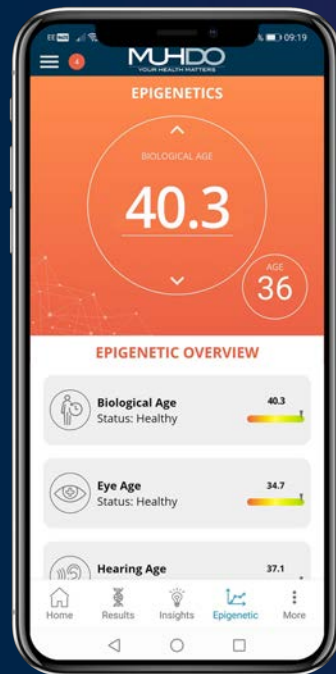 09:19
4
MUHDO
YOUR HEALTH MATTERS
EPIGENETICS
BIOLOGICAL AGE
40.3
AGE
36
EPIGENETIC OVERVIEW
Biological Age
40.3
Status: Healthy
Eye Age
34.7
Status: Healthy
Hearing Age
37.1
Home
Results
Insights
Epigenetic
More